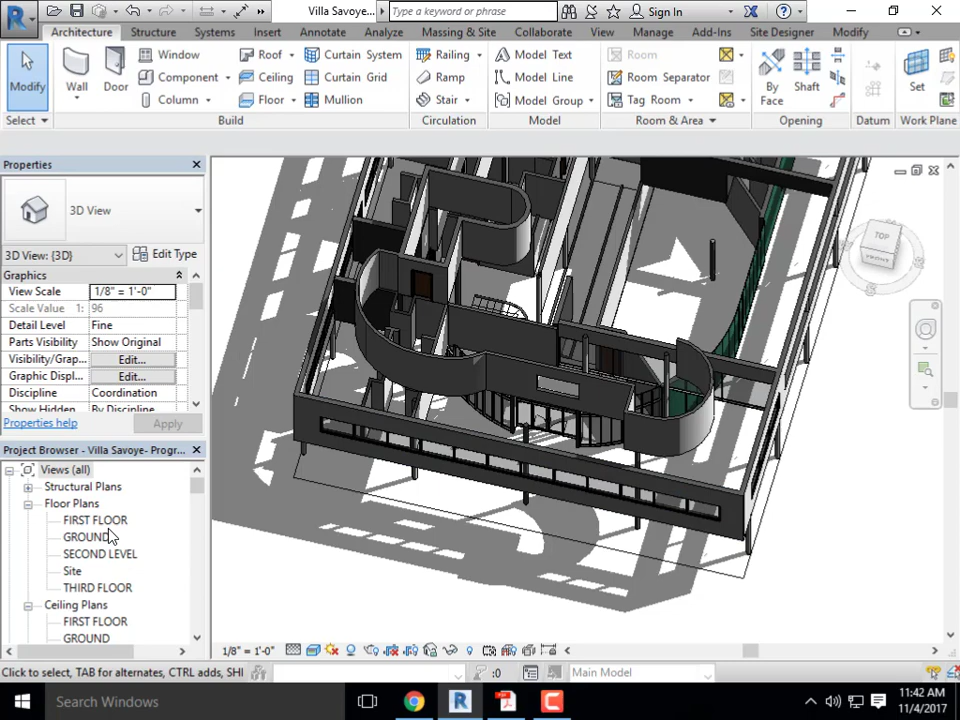 Villa Savoye...
Type a keyword or phrase
Sign In
Architecture Structure Systems Insert Annotate Analyze Massing & Site Collaborate View Manage Add-Ins Site Designer Modify
Modify
Wall
Door
Window
Component
Column
Roof
Ceiling
Floor
Curtain System
Curtain Grid
Mullion
Railing
Ramp
Stair
Model Text
Model Line
Model Group
Room
Room Separator
Tag Room
By Face
Shaft
Set
Select Build Circulation Model Room & Area Opening Datum Work Plane
Properties
3D View
3D View: {3D}
Edit Type
Graphics
View Scale 1/8" = 1'-0"
Scale Value 1: 96
Detail Level Fine
Parts Visibility Show Original
Visibility/Grap... Edit...
Graphic Displ... Edit...
Discipline Coordination
Show Hidden By Discipline
Properties help Apply
Project Browser - Villa Savoye- Progr...
Views (all)
Structural Plans
Floor Plans
FIRST FLOOR
GROUND
SECOND LEVEL
Site
THIRD FLOOR
Ceiling Plans
FIRST FLOOR
GROUND
TOP
FRONT
1/8" = 1'-0"
Click to select, TAB for alternates, CTRL adds, SHI
:0
Main Model
Search Windows
11:42 AM
11/4/2017